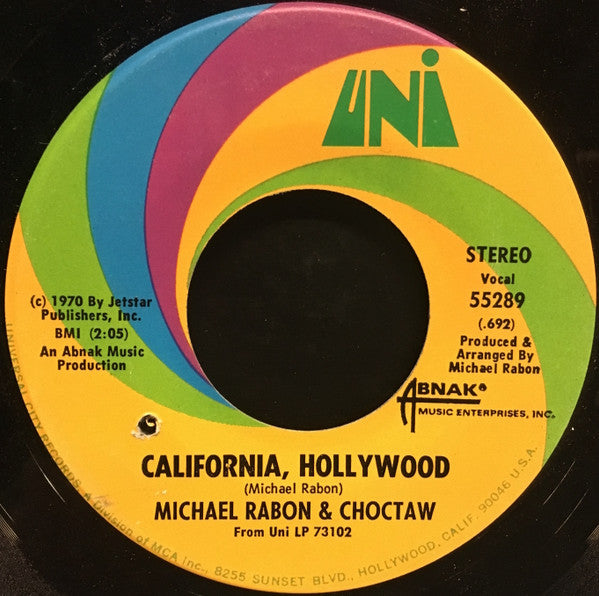 UNI
STEREO
Vocal
55289
(.692)
Produced &
Arranged By
Michael Rabon
ABNAK®
MUSIC ENTERPRISES, INC.
(c) 1970 By Jetstar
Publishers, Inc.
BMI (2:05)
An Abnak Music
Production
CALIFORNIA, HOLLYWOOD
(Michael Rabon)
MICHAEL RABON & CHOCTAW
From Uni LP 73102
UNIVERSAL CITY RECORDS, A Division of MCA Inc., 8255 SUNSET BLVD., HOLLYWOOD, CALIF. 90046 U.S.A.